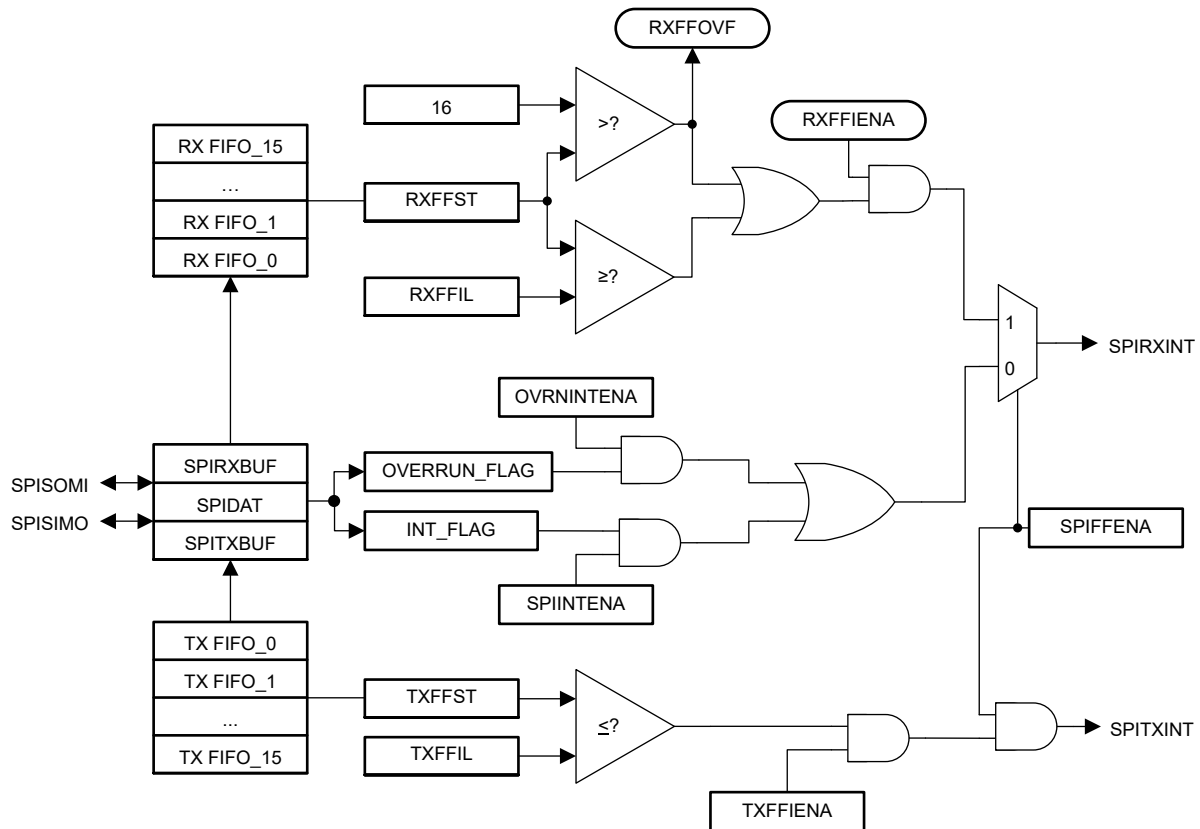 RXFFOVF
16
>?
RXFFIENA
RX FIFO_15
...
RX FIFO_1
RX FIFO_0
RXFFST
RXFFIL
≥?
1
0
SPIRXINT
OVRNINTENA
SPISOMI
SPISIMO
SPIRXBUF
SPIDAT
SPITXBUF
OVERRUN_FLAG
INT_FLAG
SPIINTENA
SPIFFENA
TX FIFO_0
TX FIFO_1
...
TX FIFO_15
TXFFST
TXFFIL
≤?
TXFFIENA
SPITXINT